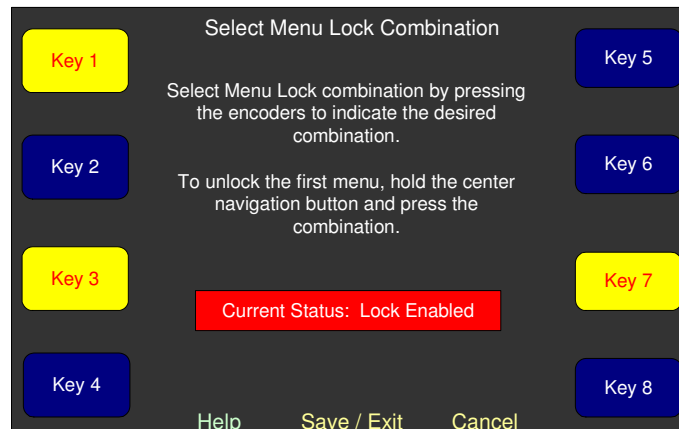 Select Menu Lock Combination
Key 1
Key 5
Select Menu Lock combination by pressing
the encoders to indicate the desired
combination.
Key 2
Key 6
To unlock the first menu, hold the center
navigation button and press the
combination.
Key 3
Key 7
Current Status: Lock Enabled
Key 4
Key 8
Help Save / Exit Cancel